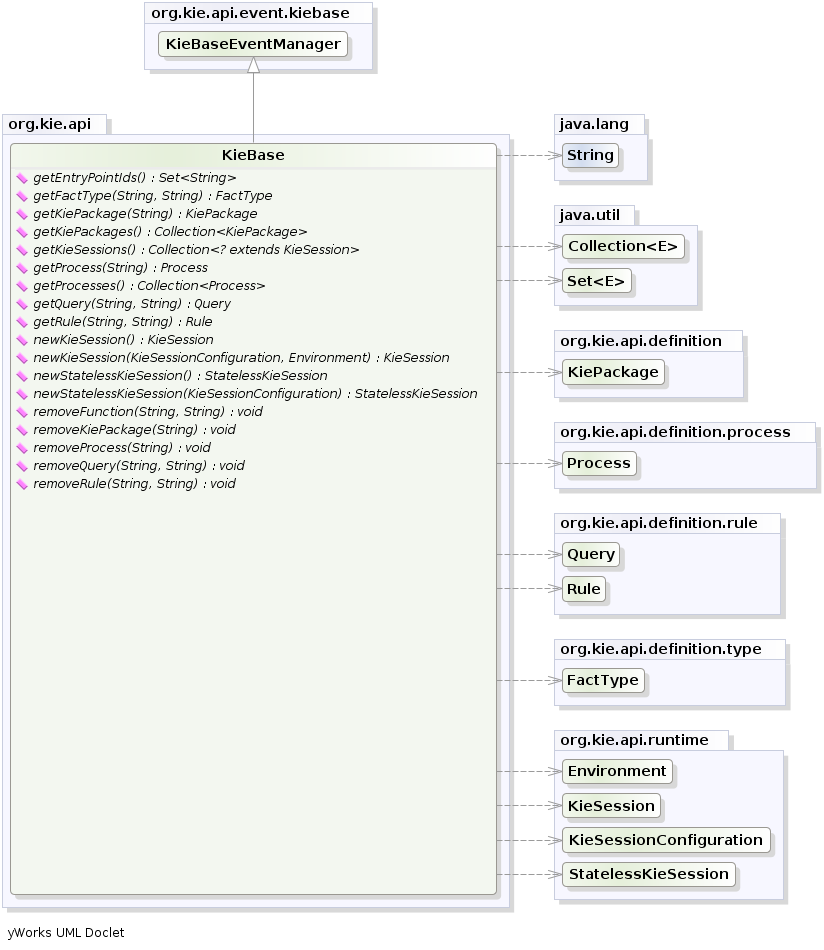 org.kie.api.event.kiebase
KieBaseEventManager
org.kie.api
KieBase
getEntryPointIds() : Set<String>
getFactType(String, String) : FactType
getKiePackage(String) : KiePackage
getKiePackages() : Collection<KiePackage>
getKieSessions() : Collection<? extends KieSession>
getProcess(String) : Process
getProcesses() : Collection<Process>
getQuery(String, String) : Query
getRule(String, String) : Rule
newKieSession() : KieSession
newKieSession(KieSessionConfiguration, Environment) : KieSession
newStatelessKieSession() : StatelessKieSession
newStatelessKieSession(KieSessionConfiguration) : StatelessKieSession
removeFunction(String, String) : void
removeKiePackage(String) : void
removeProcess(String) : void
removeQuery(String, String) : void
removeRule(String, String) : void
java.lang
String
java.util
Collection<E>
Set<E>
org.kie.api.definition
KiePackage
org.kie.api.definition.process
Process
org.kie.api.definition.rule
Query
Rule
org.kie.api.definition.type
FactType
org.kie.api.runtime
Environment
KieSession
KieSessionConfiguration
StatelessKieSession
yWorks UML Doclet